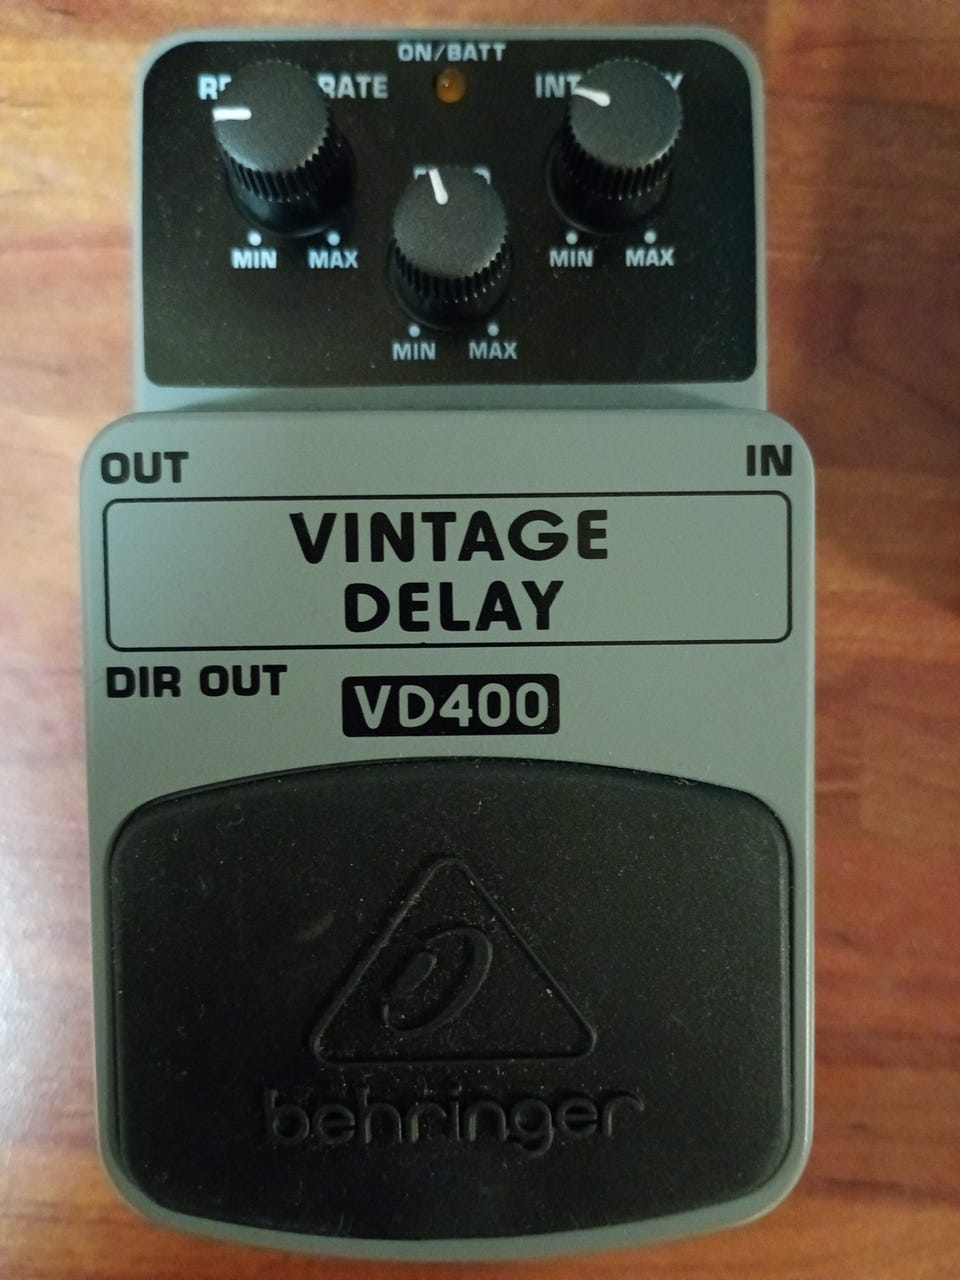 ON/BATT
RATE
MIN MAX
MIN MAX
MIN MAX
OUT IN
VINTAGE
DELAY
DIR OUT
VD400
behringer